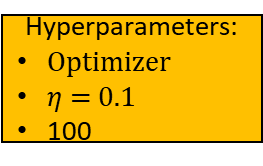 Hyperparameters:
• Optimizer
• η = 0.1
• 100